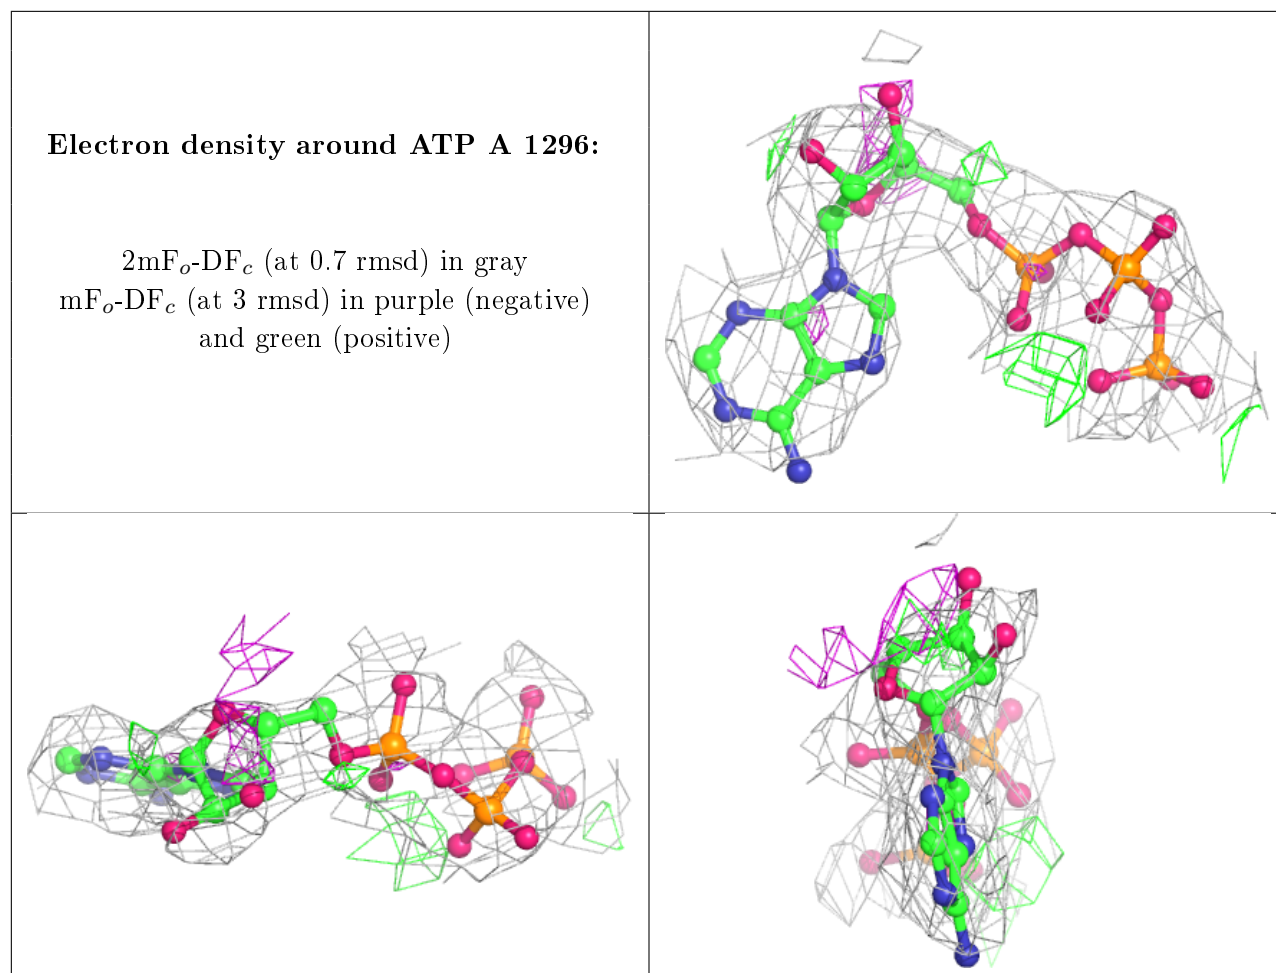 Electron density around ATP A 1296:
2mFo-DFc (at 0.7 rmsd) in gray
mFo-DFc (at 3 rmsd) in purple (negative)
and green (positive)